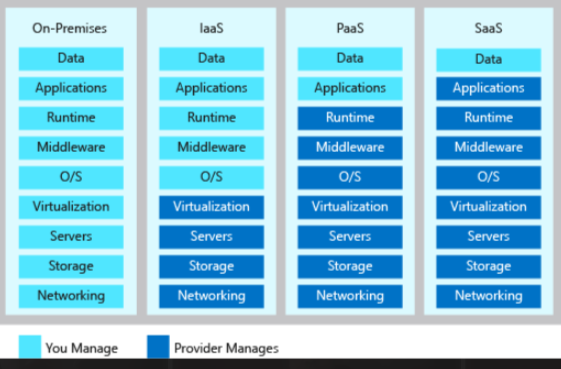 On-Premises IaaS PaaS SaaS
Data Data Data Data
Applications Applications Applications Applications
Runtime Runtime Runtime Runtime
Middleware Middleware Middleware Middleware
O/S O/S O/S O/S
Virtualization Virtualization Virtualization Virtualization
Servers Servers Servers Servers
Storage Storage Storage Storage
Networking Networking Networking Networking
You Manage Provider Manages